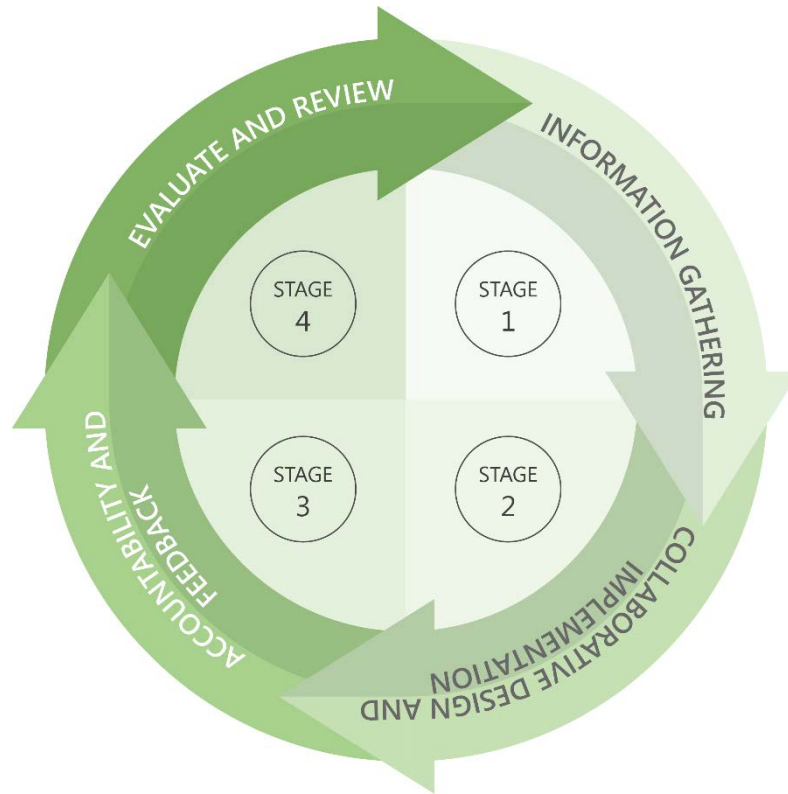 EVALUATE AND REVIEW
INFORMATION GATHERING
STAGE
4
STAGE
1
STAGE
3
STAGE
2
ACCOUNTABILITY AND
FEEDBACK
COLLABORATIVE DESIGN AND
IMPLEMENTATION